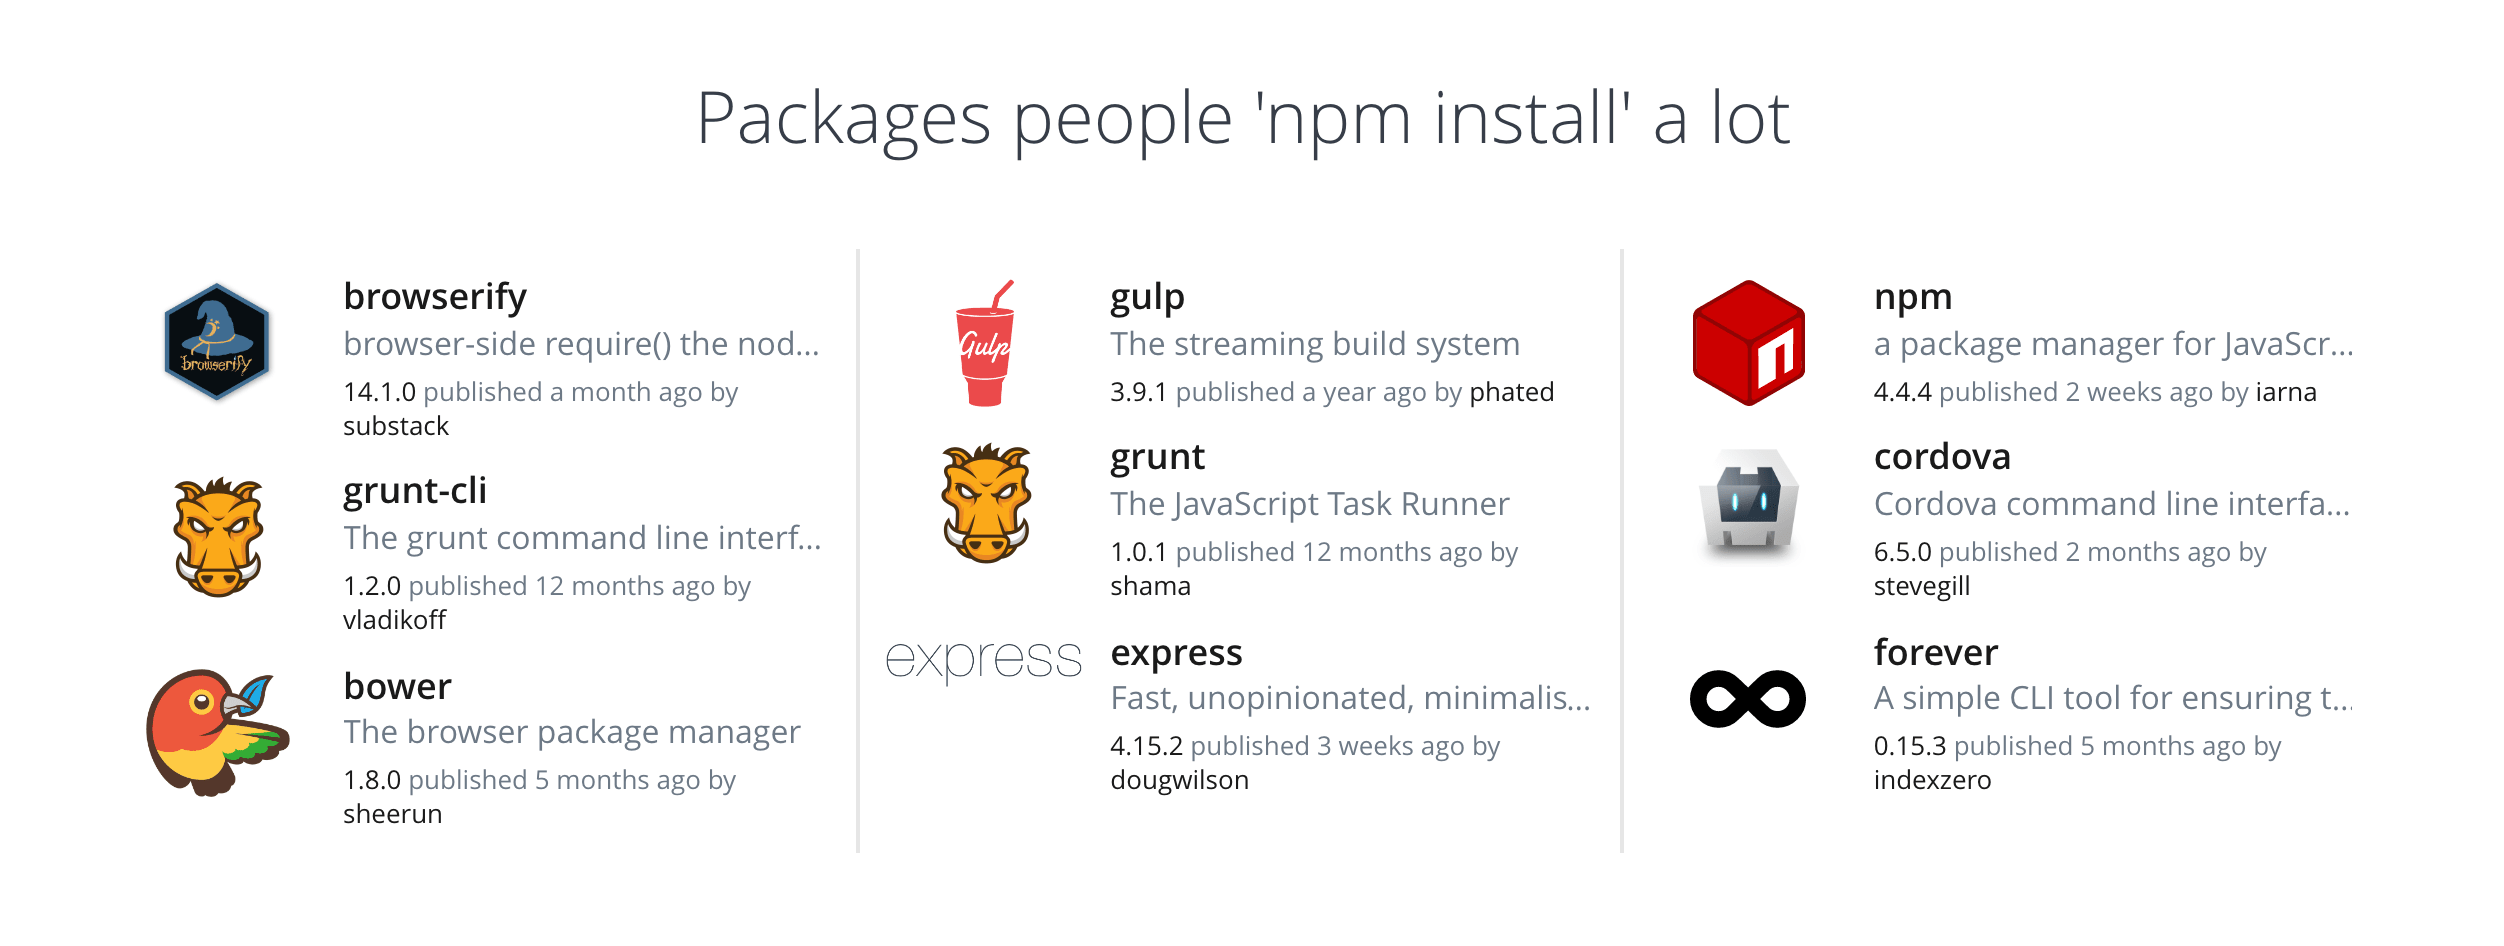 Packages people 'npm install' a lot
browserify
browserify
browser-side require() the nod...
14.1.0 published a month ago by
substack
grunt-cli
The grunt command line interf...
1.2.0 published 12 months ago by
vladikoff
bower
The browser package manager
1.8.0 published 5 months ago by
sheerun
Gulp
gulp
The streaming build system
3.9.1 published a year ago by phated
grunt
The JavaScript Task Runner
1.0.1 published 12 months ago by
shama
express
express
Fast, unopinionated, minimalis...
4.15.2 published 3 weeks ago by
dougwilson
n
npm
a package manager for JavaScr...
4.4.4 published 2 weeks ago by iarna
cordova
Cordova command line interfa...
6.5.0 published 2 months ago by
stevegill
forever
A simple CLI tool for ensuring t...
0.15.3 published 5 months ago by
indexzero